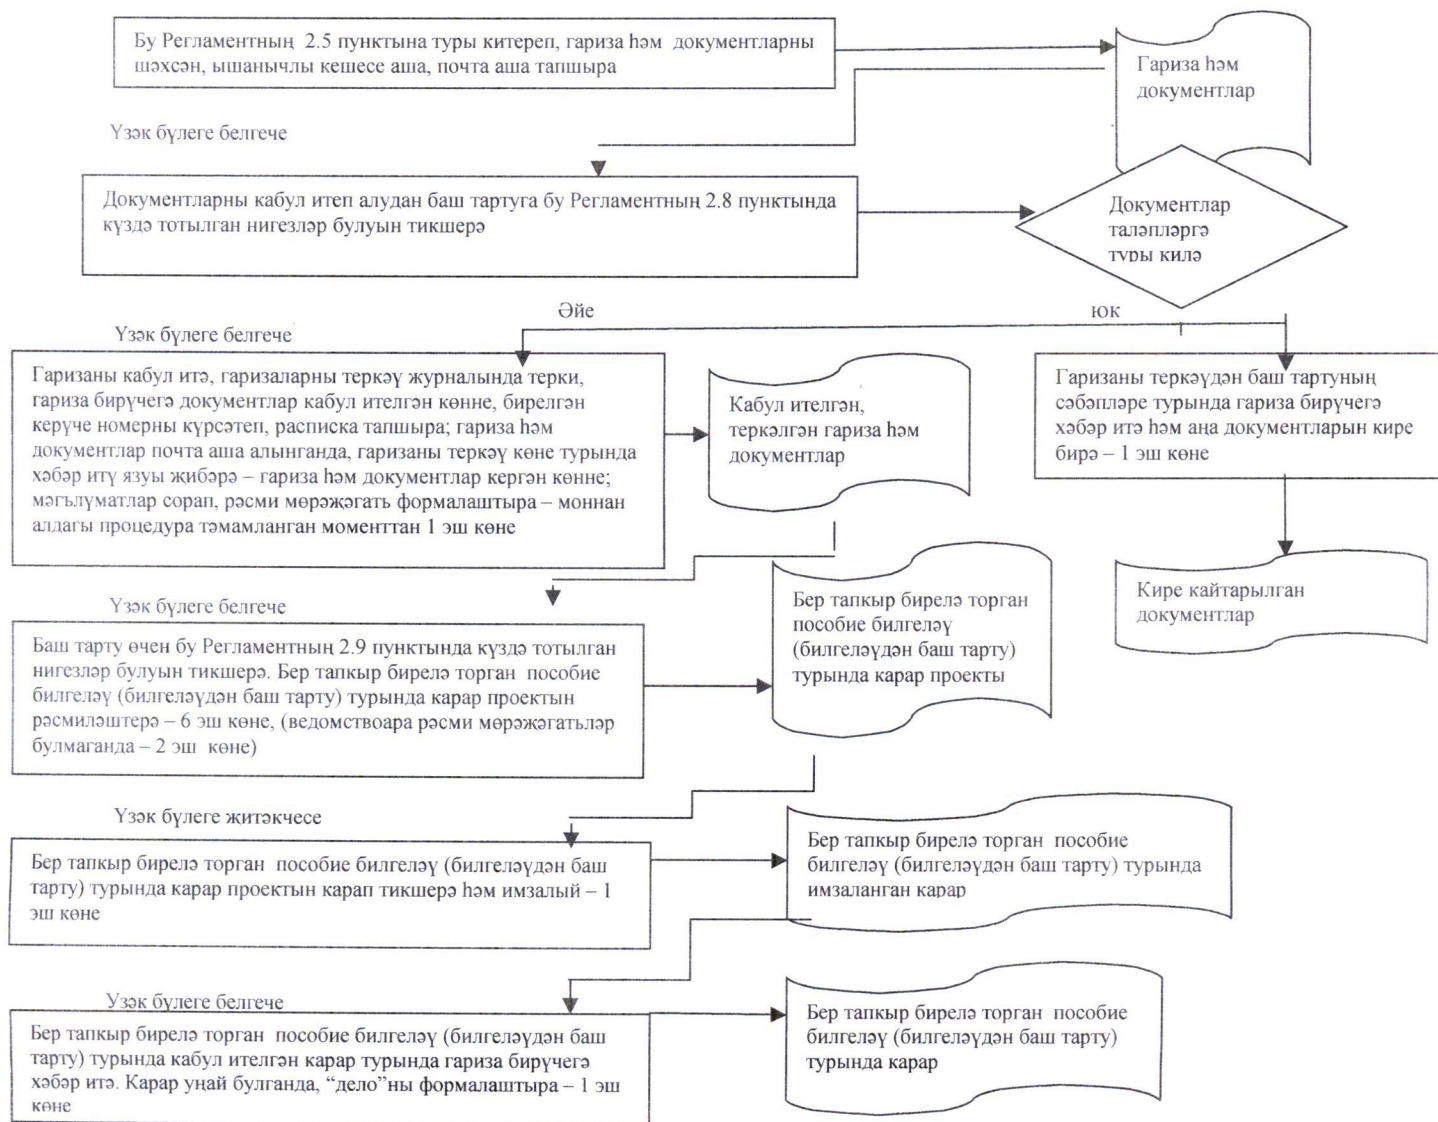 Бу Регламентның 2.5 пунктына туры китереп, гариза һәм документларны
шәхсән, ышанычлы кешесе аша, почта аша тапшыра
Гариза һәм
документлар
Үзәк бүлеге белгече
Документларны кабул итеп алудан баш тартуга бу Регламентның 2.8 пунктында
күздә тотылган нигезләр булуын тикшерә
Документлар
таләпләргә
туры килә
Әйе
юк
Үзәк бүлеге белгече
Гаризаны кабул итә, гаризаларны теркәү журналында терки,
гариза бирүчегә документлар кабул ителгән көнне, бирелгән
керүче номерны күрсәтеп, расписка тапшыра; гариза һәм
документлар почта аша алынганда, гаризаны теркәү көне турында
хәбәр итү язуы җибәрә – гариза һәм документлар кергән көнне;
мәгълүматлар сорап, рәсми мөрәҗәгать формалаштыра – моннан
алдагы процедура тәмамланган моменттан 1 эш көне
Кабул ителгән,
теркәлгән гариза һәм
документлар
Гаризаны теркәүдән баш тартуның
сәбәпләре турында гариза бирүчегә
хәбәр итә һәм аңа документларын кире
бирә – 1 эш көне
Кире кайтарылган
документлар
Үзәк бүлеге белгече
Баш тарту өчен бу Регламентның 2.9 пунктында күздә тотылган
нигезләр булуын тикшерә. Бер тапкыр бирелә торган пособие
билгеләү (билгеләүдән баш тарту) турында карар проектын
рәсмиләштерә – 6 эш көне, (ведомствоара рәсми мөрәҗәгатьләр
булмаганда – 2 эш көне)
Бер тапкыр бирелә торган
пособие билгеләү
(билгеләүдән баш тарту)
турында карар проекты
Үзәк бүлеге җитәкчесе
Бер тапкыр бирелә торган пособие билгеләү (билгеләүдән баш
тарту) турында карар проектын карап тикшерә һәм имзалый – 1
эш көне
Бер тапкыр бирелә торган пособие
билгеләү (билгеләүдән баш тарту) турында
имзаланган карар
Узәк бүлеге белгече
Бер тапкыр бирелә торган пособие билгеләү (билгеләүдән баш
тарту) турында кабул ителгән карар турында гариза бирүчегә
хәбәр итә. Карар уңай булганда, “дело”ны формалаштыра – 1 эш
көне
Бер тапкыр бирелә торган пособие
билгеләү (билгеләүдән баш тарту)
турында карар